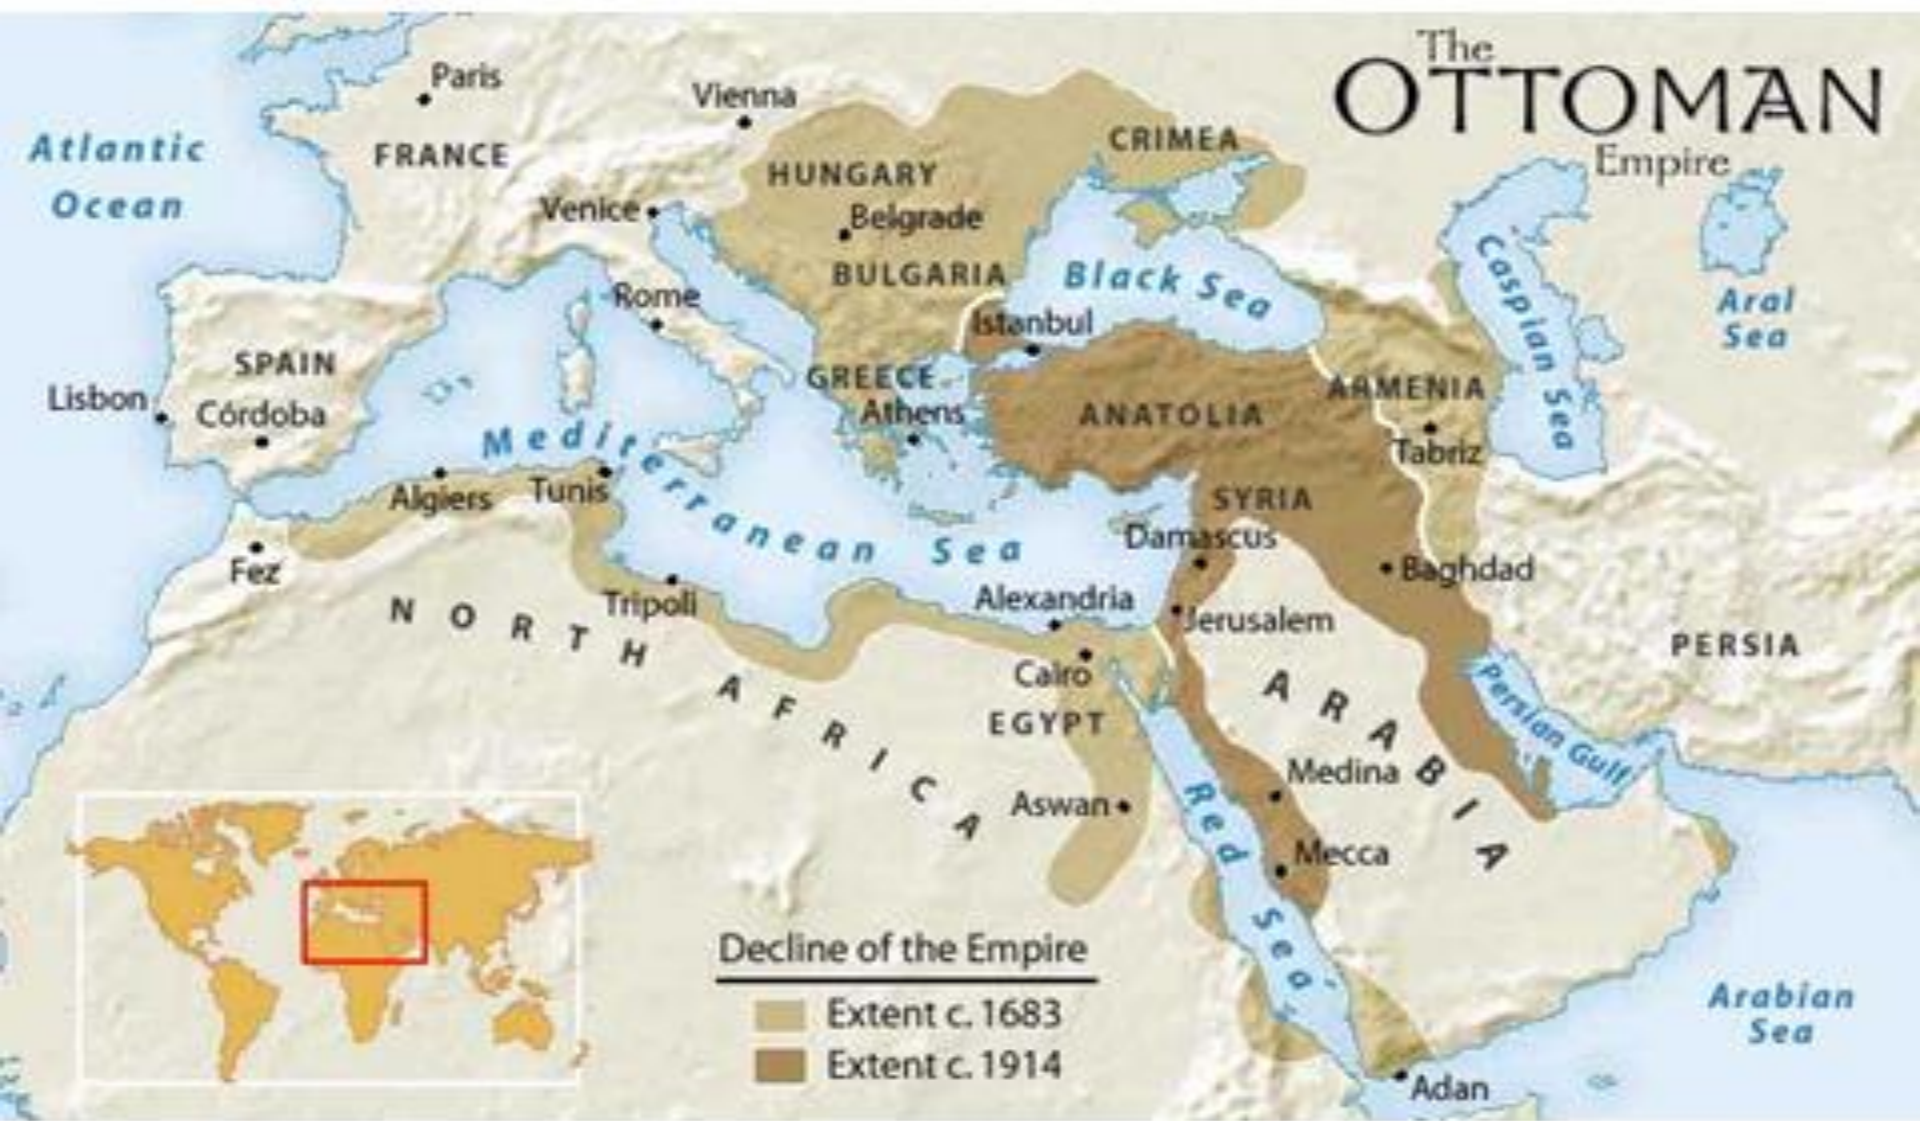 The
OTTOMAN
Empire
Paris
Vienna
Atlantic
Ocean
FRANCE
CRIMEA
HUNGARY
Venice
Belgrade
BULGARIA
Black Sea
Caspian Sea
Aral
Sea
Rome
Istanbul
SPAIN
GREECE
ARMENIA
Lisbon
Córdoba
Athens
ANATOLIA
Mediterranean Sea
Tabriz
Algiers
Tunis
SYRIA
Damascus
Fez
Baghdad
Tripoli
Alexandria
Jerusalem
NORTH AFRICA
PERSIA
Cairo
ARABIA
Persian Gulf
EGYPT
Medina
Aswan
Red Sea
Mecca
Decline of the Empire
Extent c. 1683
Extent c. 1914
Arabian
Sea
Adan